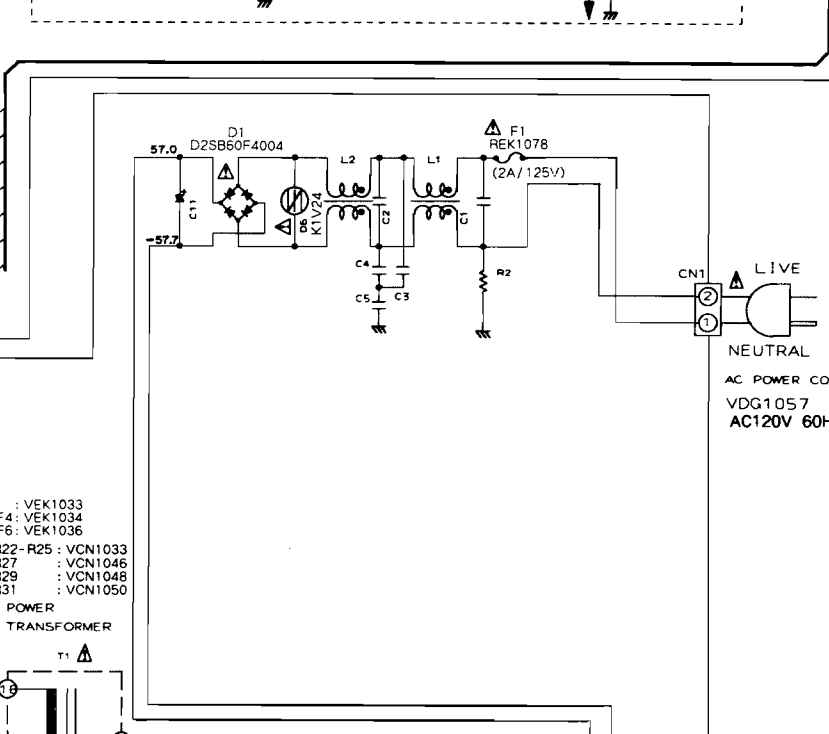 D1
D2SB60F4004
57.0
C11
-57.7
D6
K1V24
L2
C2
L1
C1
F1
REK1078
(2A/125V)
C4
C5
C3
R2
CN1
LIVE
2
1
NEUTRAL
AC POWER CO
VDG1057
AC120V 60H
: VEK1033
F4: VEK1034
F6: VEK1036
R22-R25 : VCN1033
R27 : VCN1046
R29 : VCN1048
R31 : VCN1050
POWER
TRANSFORMER
T1